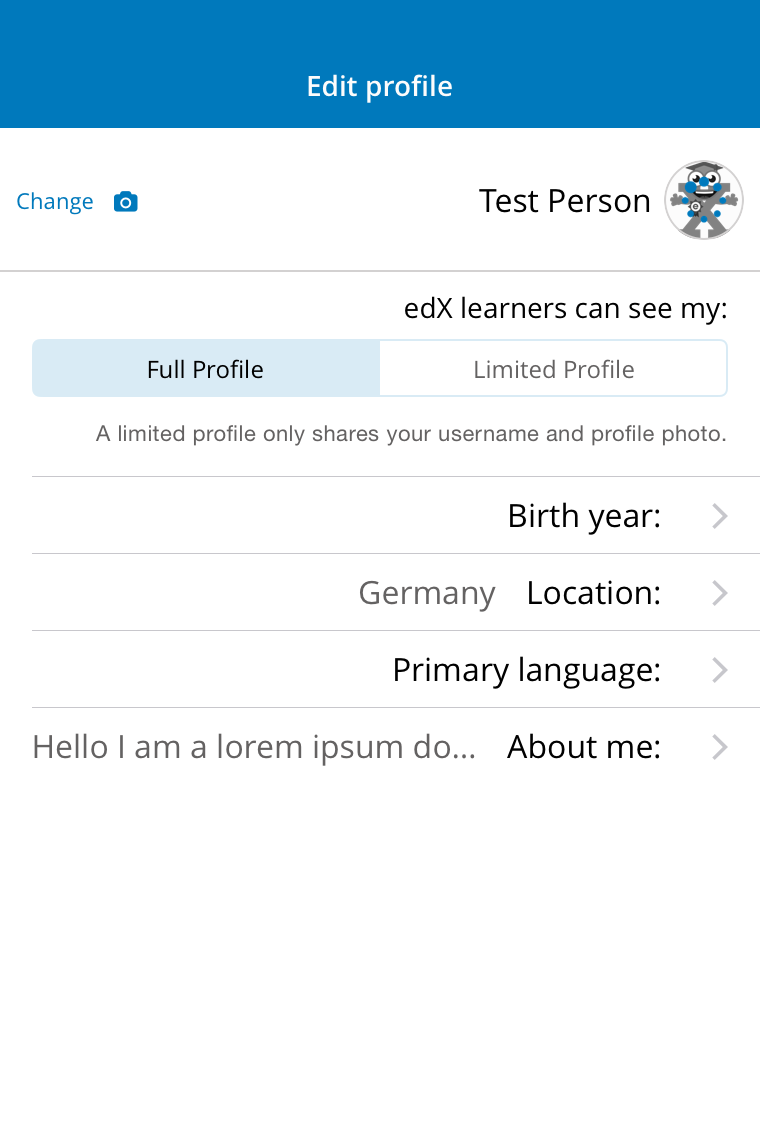 Edit profile
Change
Test Person
edX learners can see my:
Full Profile
Limited Profile
A limited profile only shares your username and profile photo.
Birth year:
Germany Location:
Primary language:
Hello I am a lorem ipsum do... About me: